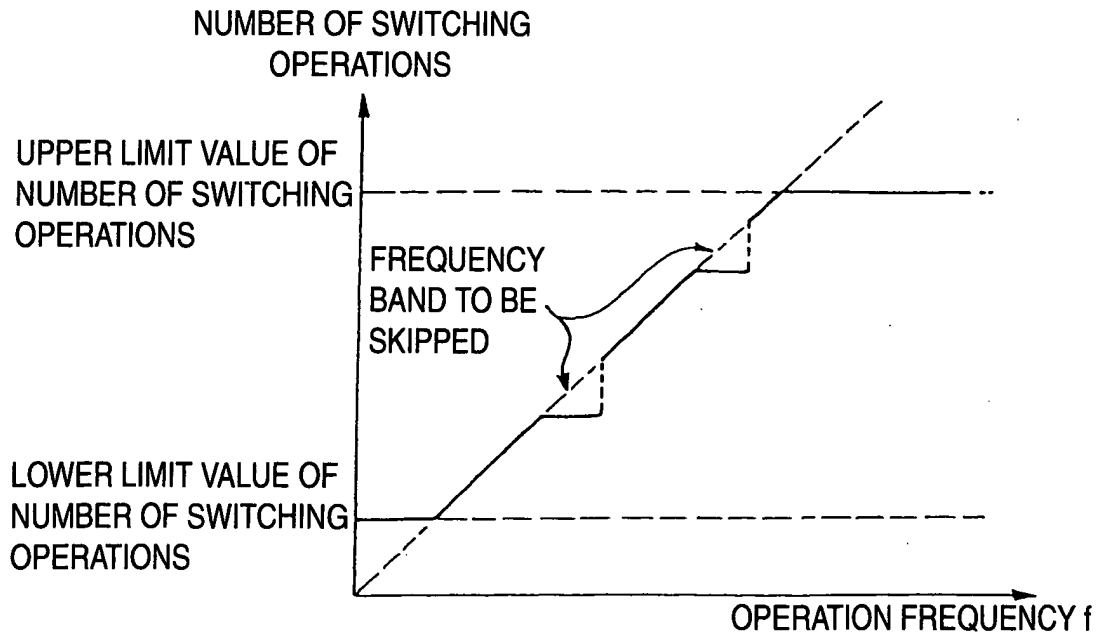 NUMBER OF SWITCHING
OPERATIONS
UPPER LIMIT VALUE OF
NUMBER OF SWITCHING
OPERATIONS
FREQUENCY
BAND TO BE
SKIPPED
LOWER LIMIT VALUE OF
NUMBER OF SWITCHING
OPERATIONS
OPERATION FREQUENCY f